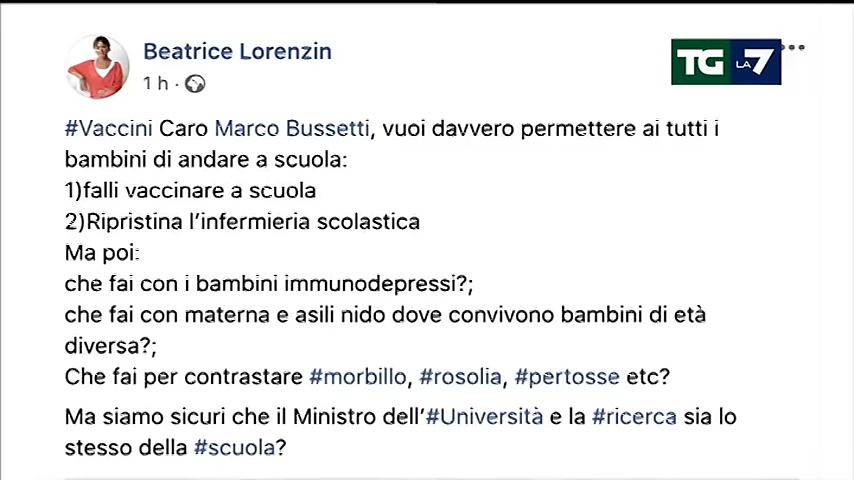 Beatrice Lorenzin
TG LA7
1 h ·
#Vaccini Caro Marco Bussetti, vuoi davvero permettere ai tutti i
bambini di andare a scuola:
1)falli vaccinare a scuola
2)Ripristina l'infermieria scolastica
Ma poi:
che fai con i bambini immunodepressi?;
che fai con materna e asili nido dove convivono bambini di età
diversa?;
Che fai per contrastare #morbillo, #rosolia, #pertosse etc?
Ma siamo sicuri che il Ministro dell'#Università e la #ricerca sia lo
stesso della #scuola?